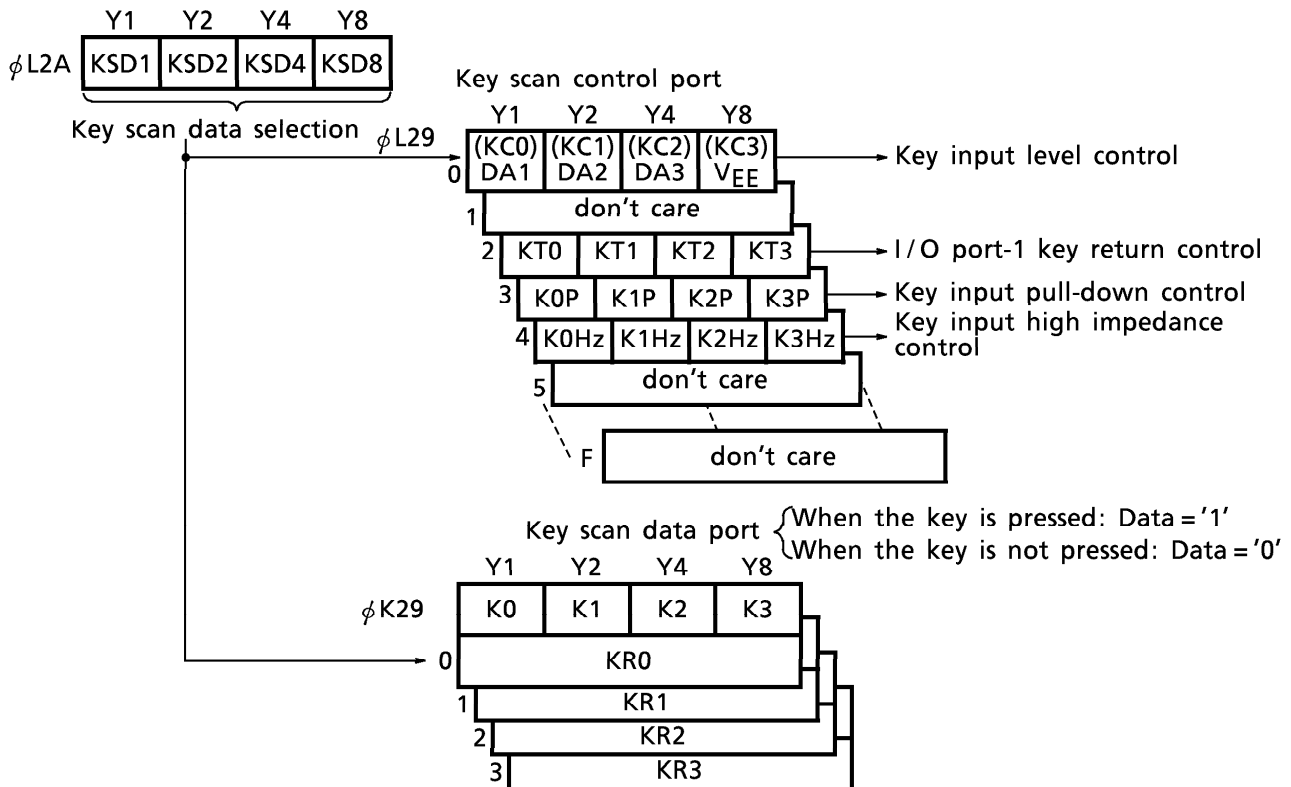 Y1 Y2 Y4 Y8
ϕL2A KSD1 KSD2 KSD4 KSD8
Key scan data selection
Key scan control port
Y1 Y2 Y4 Y8
ϕL29
0 (KC0) (KC1) (KC2) (KC3)
DA1 DA2 DA3 VEE
Key input level control
1 don't care
2 KT0 KT1 KT2 KT3 I/O port-1 key return control
3 K0P K1P K2P K3P Key input pull-down control
4 K0Hz K1Hz K2Hz K3Hz Key input high impedance
control
5 don't care
F don't care
Key scan data port
When the key is pressed: Data = '1'
When the key is not pressed: Data = '0'
Y1 Y2 Y4 Y8
ϕK29 K0 K1 K2 K3
0 KR0
1 KR1
2 KR2
3 KR3